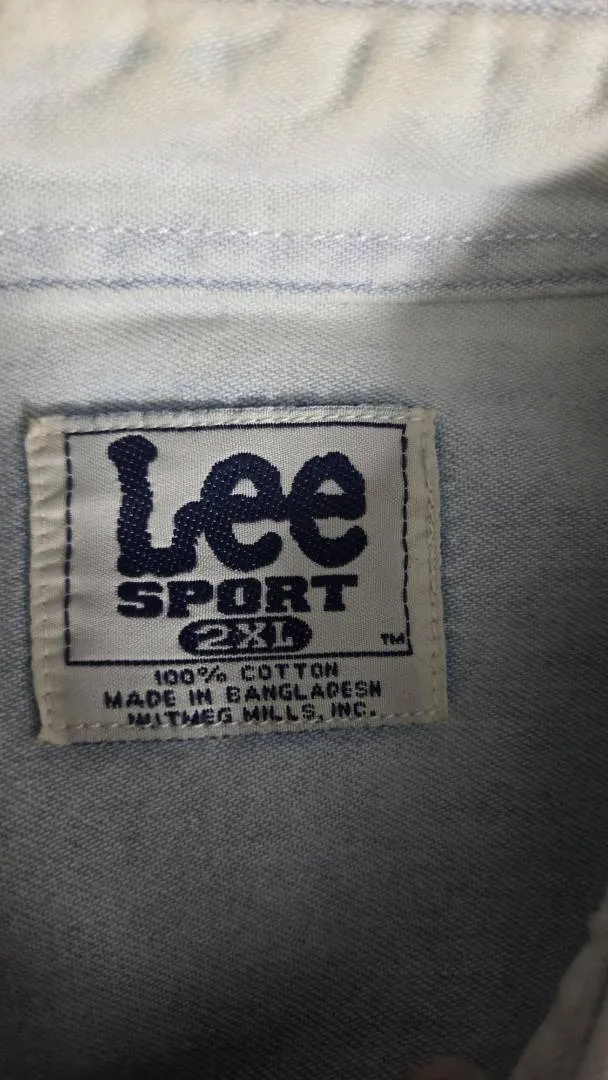 Lee
SPORT
2XL
TM
100% COTTON
MADE IN BANGLADESH
NUTMEG MILLS, INC.